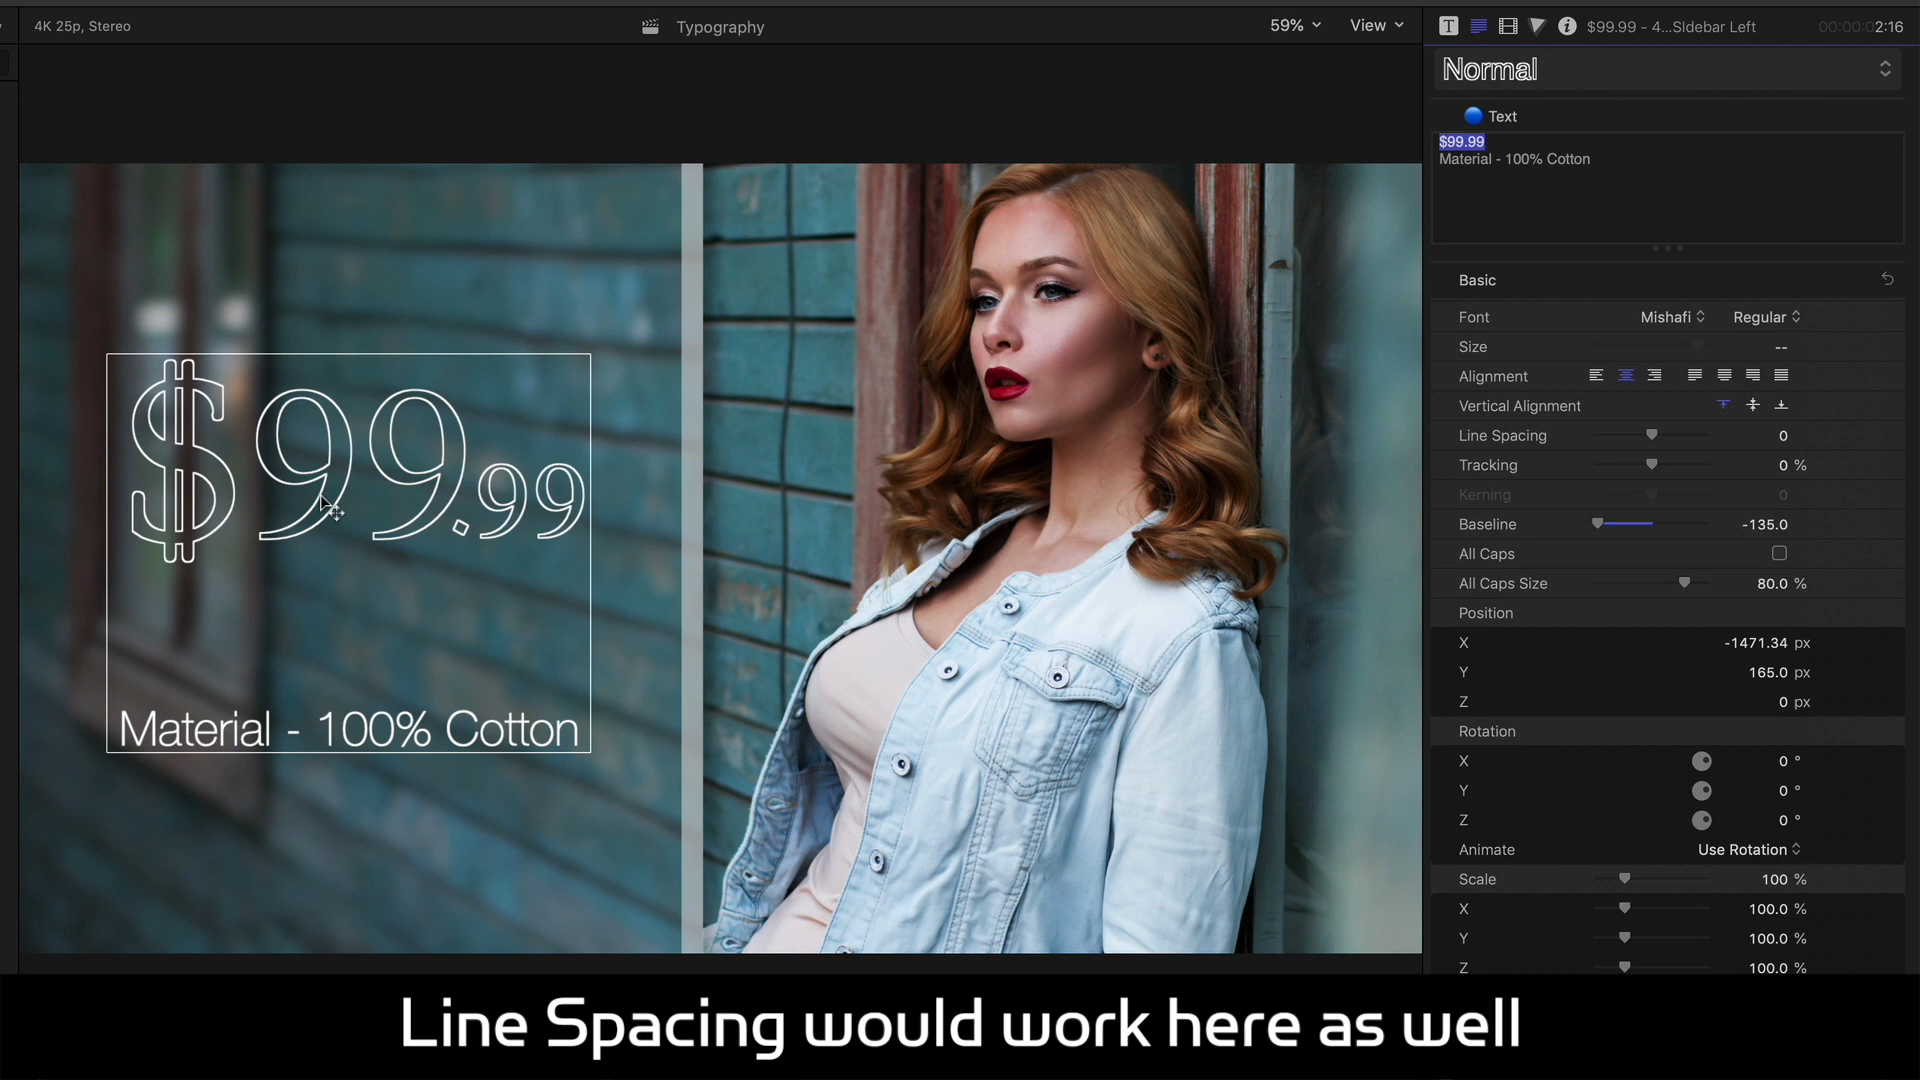 4K 25p, Stereo
Typography
59%
View
T
$99.99 - 4...SIdebar Left
00:00:02:16
Normal
Text
$99.99
Material - 100% Cotton
Basic
Font
Mishafi
Regular
Size
--
Alignment
Vertical Alignment
Line Spacing
0
Tracking
0 %
Kerning
0
Baseline
-135.0
All Caps
All Caps Size
80.0 %
Position
X
-1471.34 px
Y
165.0 px
Z
0 px
Rotation
X
0 °
Y
0 °
Z
0 °
Animate
Use Rotation
Scale
100 %
X
100.0 %
Y
100.0 %
Z
100.0 %
$99.99
Material - 100% Cotton
Line Spacing would work here as well